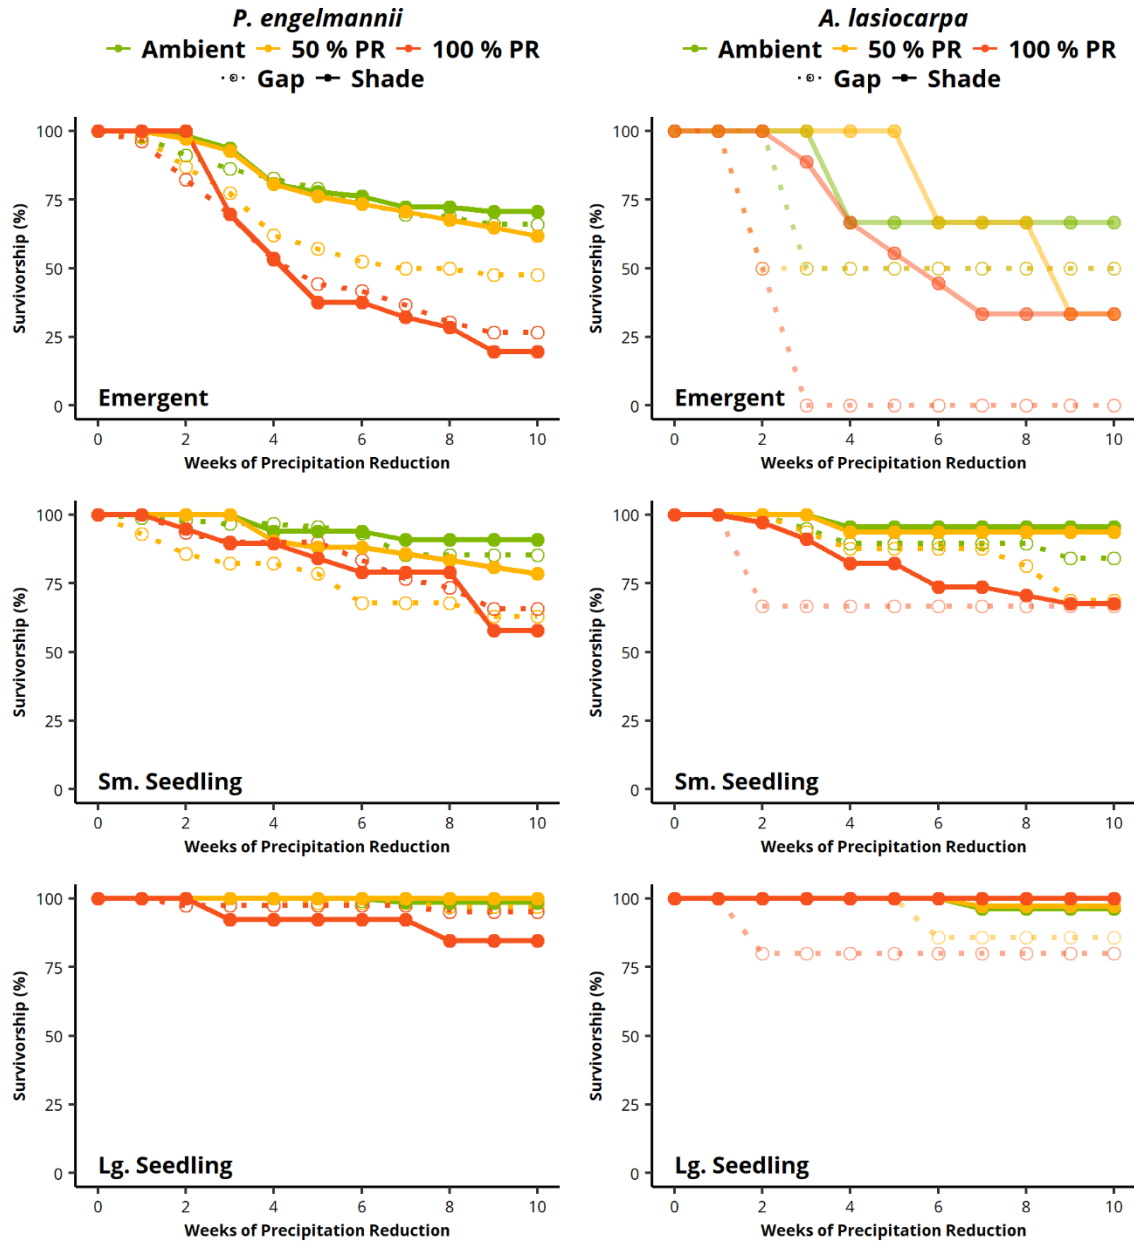 P. engelmannii
Ambient 50 % PR 100 % PR
Gap Shade
A. lasiocarpa
Ambient 50 % PR 100 % PR
Gap Shade
100
75
50
25
0
Survivorship (%)
Emergent
0 2 4 6 8 10
Weeks of Precipitation Reduction
100
75
50
25
0
Survivorship (%)
Emergent
0 2 4 6 8 10
Weeks of Precipitation Reduction
100
75
50
25
0
Survivorship (%)
Sm. Seedling
0 2 4 6 8 10
Weeks of Precipitation Reduction
100
75
50
25
0
Survivorship (%)
Sm. Seedling
0 2 4 6 8 10
Weeks of Precipitation Reduction
100
75
50
25
0
Survivorship (%)
Lg. Seedling
0 2 4 6 8 10
Weeks of Precipitation Reduction
100
75
50
25
0
Survivorship (%)
Lg. Seedling
0 2 4 6 8 10
Weeks of Precipitation Reduction